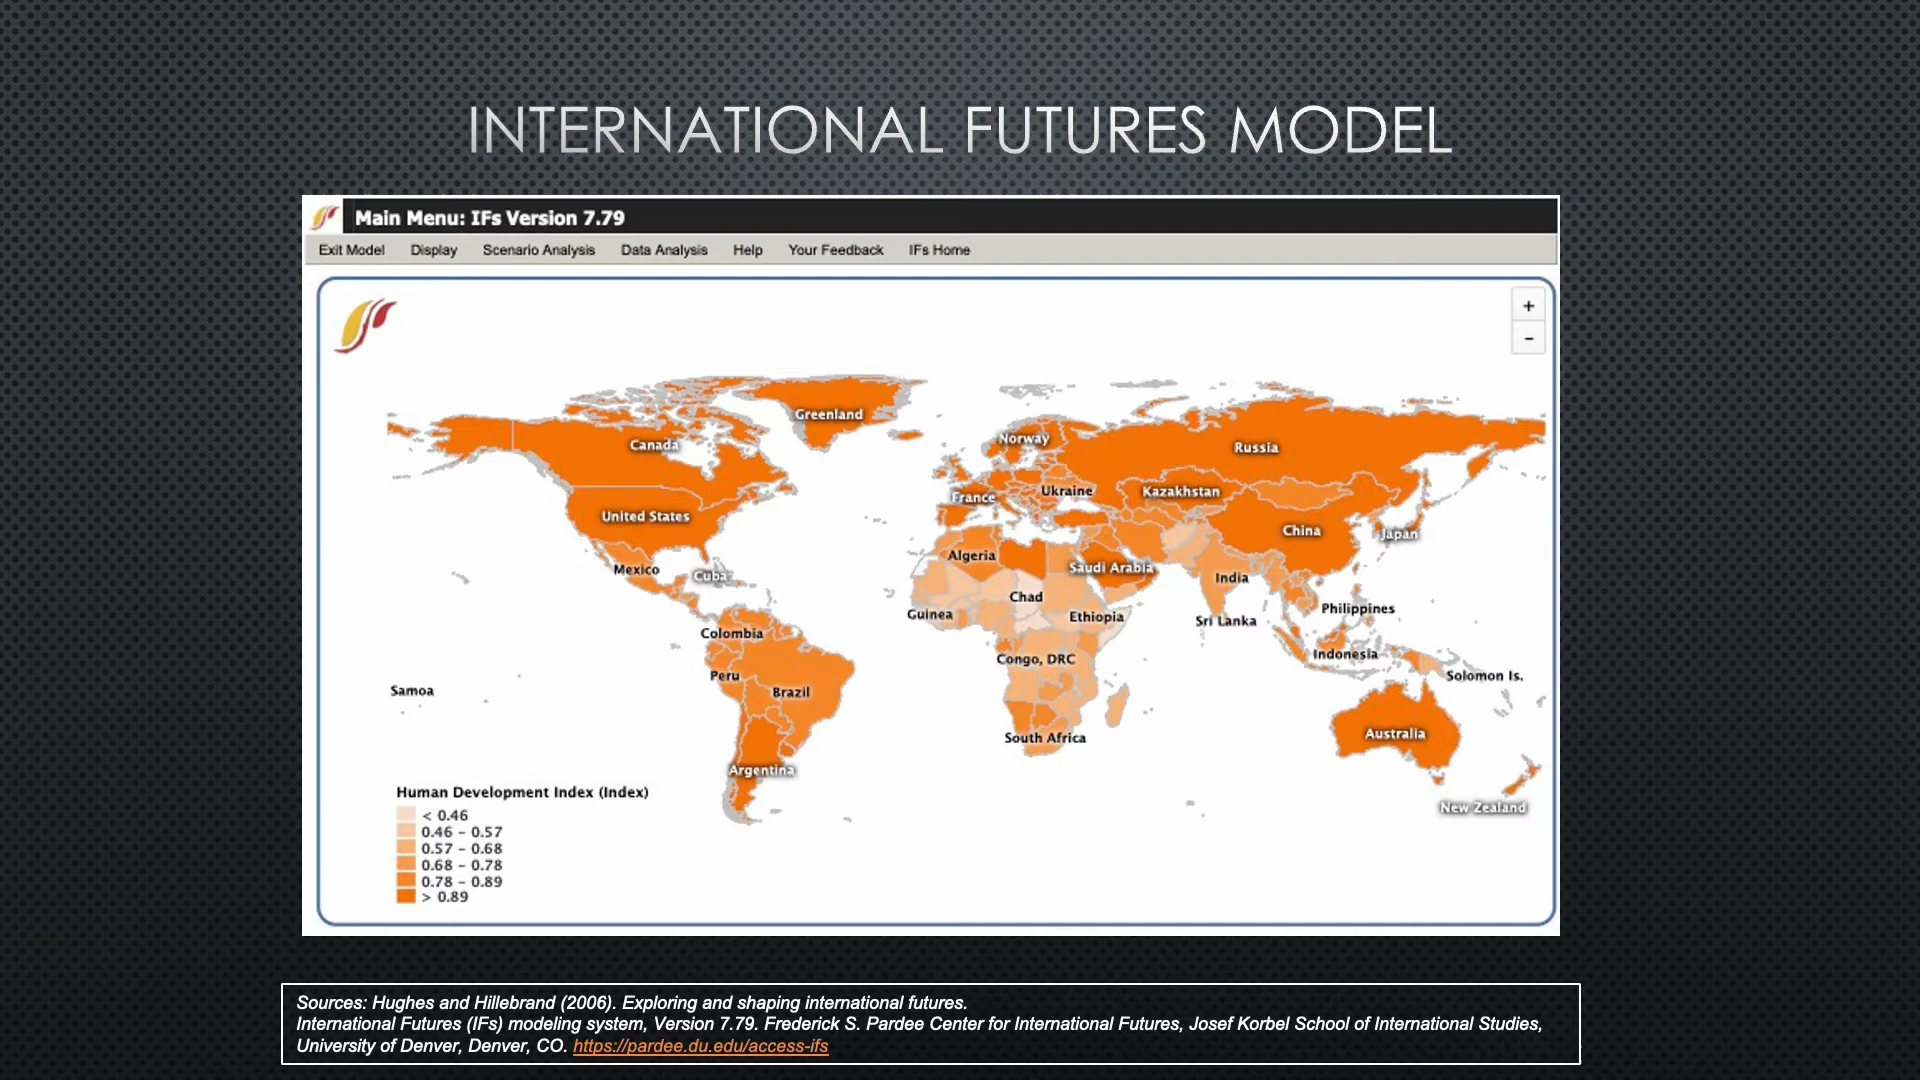 INTERNATIONAL FUTURES MODEL
Main Menu: IFs Version 7.79
Exit Model Display Scenario Analysis Data Analysis Help Your Feedback IFs Home
+
-
Greenland
Canada
Norway
Russia
United States
France
Ukraine
Kazakhstan
China
Japan
Mexico
Cuba
Algeria
Saudi Arabia
India
Chad
Guinea
Ethiopia
Philippines
Sri Lanka
Colombia
Congo, DRC
Indonesia
Peru
Solomon Is.
Samoa
Brazil
South Africa
Australia
Argentina
New Zealand
Human Development Index (Index)
< 0.46
0.46 - 0.57
0.57 - 0.68
0.68 - 0.78
0.78 - 0.89
> 0.89
Sources: Hughes and Hillebrand (2006). Exploring and shaping international futures.
International Futures (IFs) modeling system, Version 7.79. Frederick S. Pardee Center for International Futures, Josef Korbel School of International Studies,
University of Denver, Denver, CO. https://pardee.du.edu/access-ifs